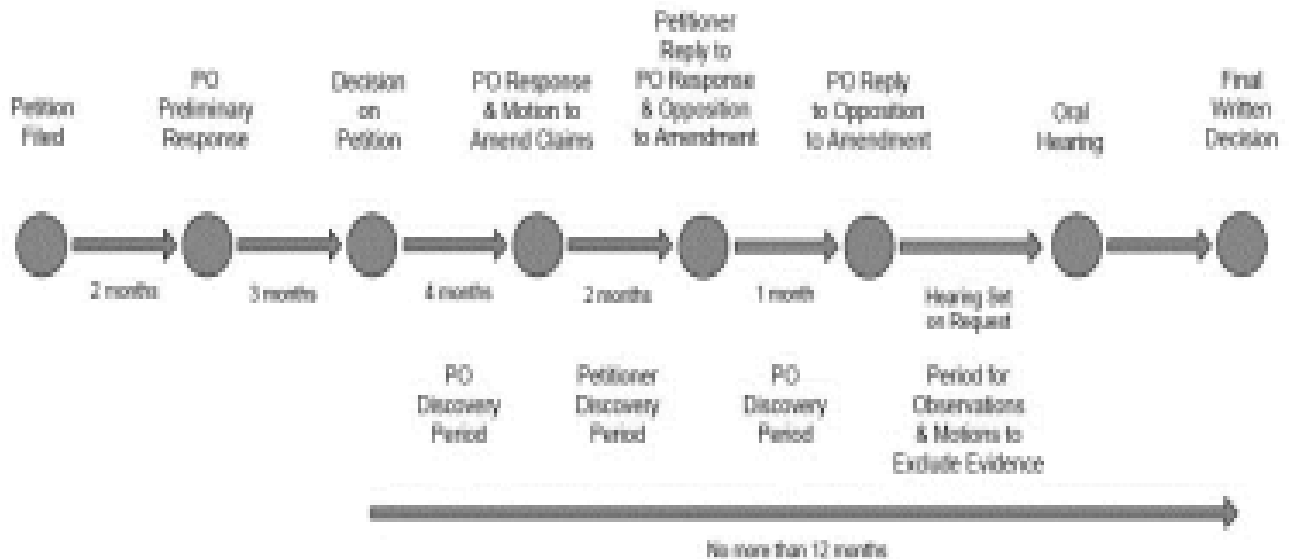 Petition
Filed
PO
Preliminary
Response
Decision
on
Petition
PO Response
& Motion to
Amend Claims
Petitioner
Reply to
PO Response
& Opposition
to Amendment
PO Reply
to Opposition
to Amendment
Oral
Hearing
Final
Written
Decision
2 months
3 months
4 months
2 months
1 month
Hearing Set
on Request
PO
Discovery
Period
Petitioner
Discovery
Period
PO
Discovery
Period
Period for
Observations
& Motions to
Exclude Evidence
No more than 12 months